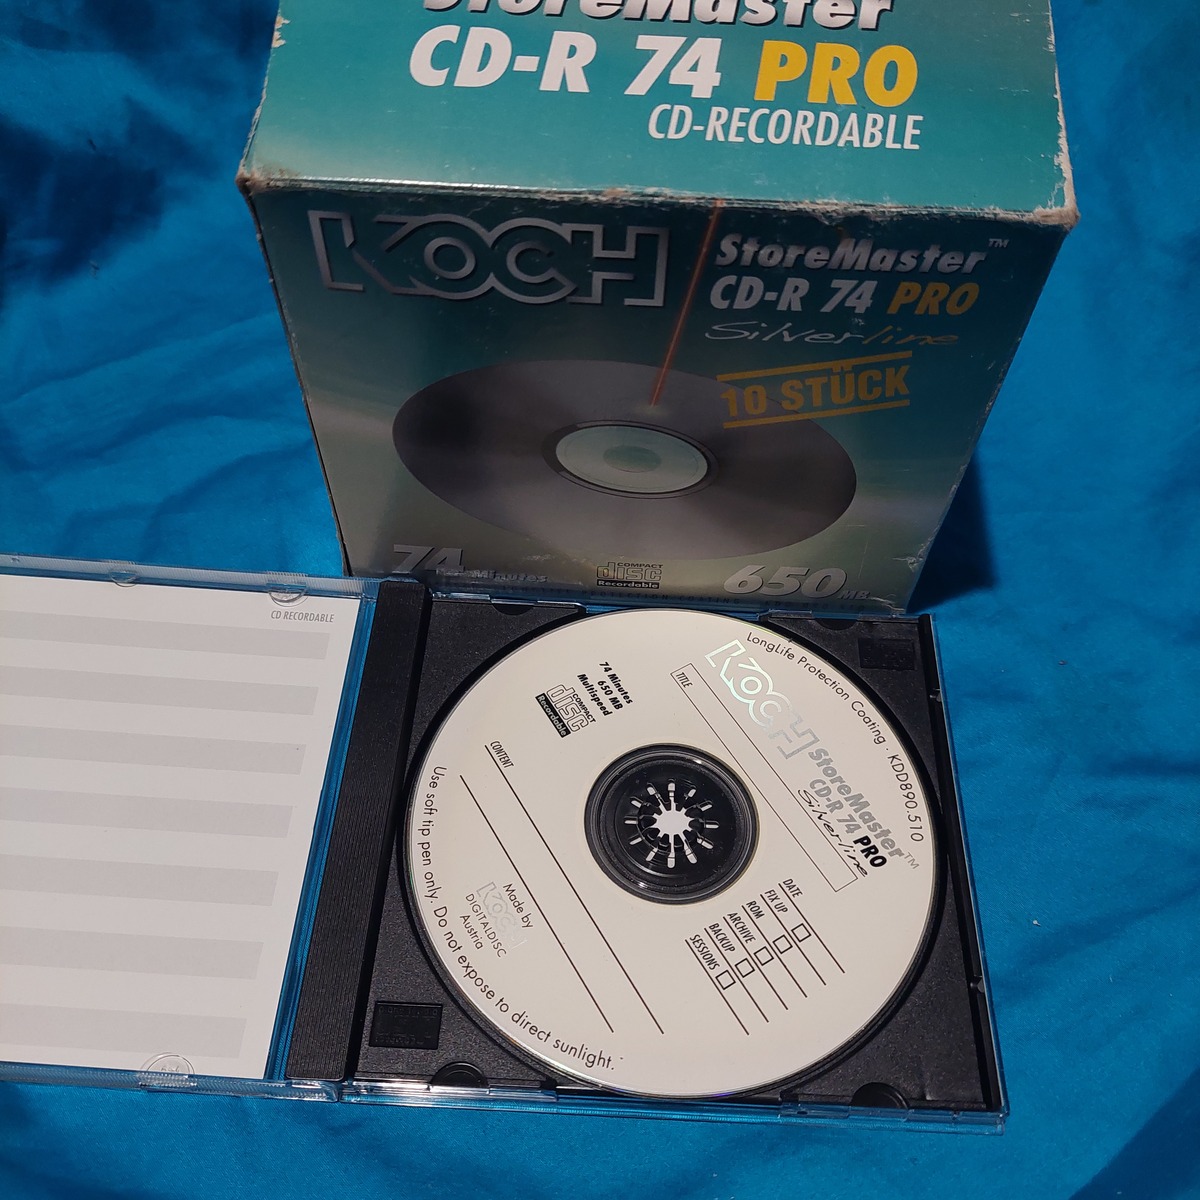 StoreMaster
CD-R 74 PRO
CD-RECORDABLE
KOCH
StoreMaster™
CD-R 74 PRO
Silverline
10 STÜCK
74 Minutes
COMPACT
disc
Recordable
650 MB
CD RECORDABLE
LongLife Protection Coating · KDD890.510
KOCH
StoreMaster™
CD-R 74 PRO
Silverline
TITLE
74 Minutes
650 MB
Multispeed
COMPACT
disc
Recordable
CONTENT
DATE
FIX UP
ROM
ARCHIVE
BACKUP
SESSIONS
Made by
KOCH
DIGITALDISC
Austria
Use soft tip pen only. Do not expose to direct sunlight.